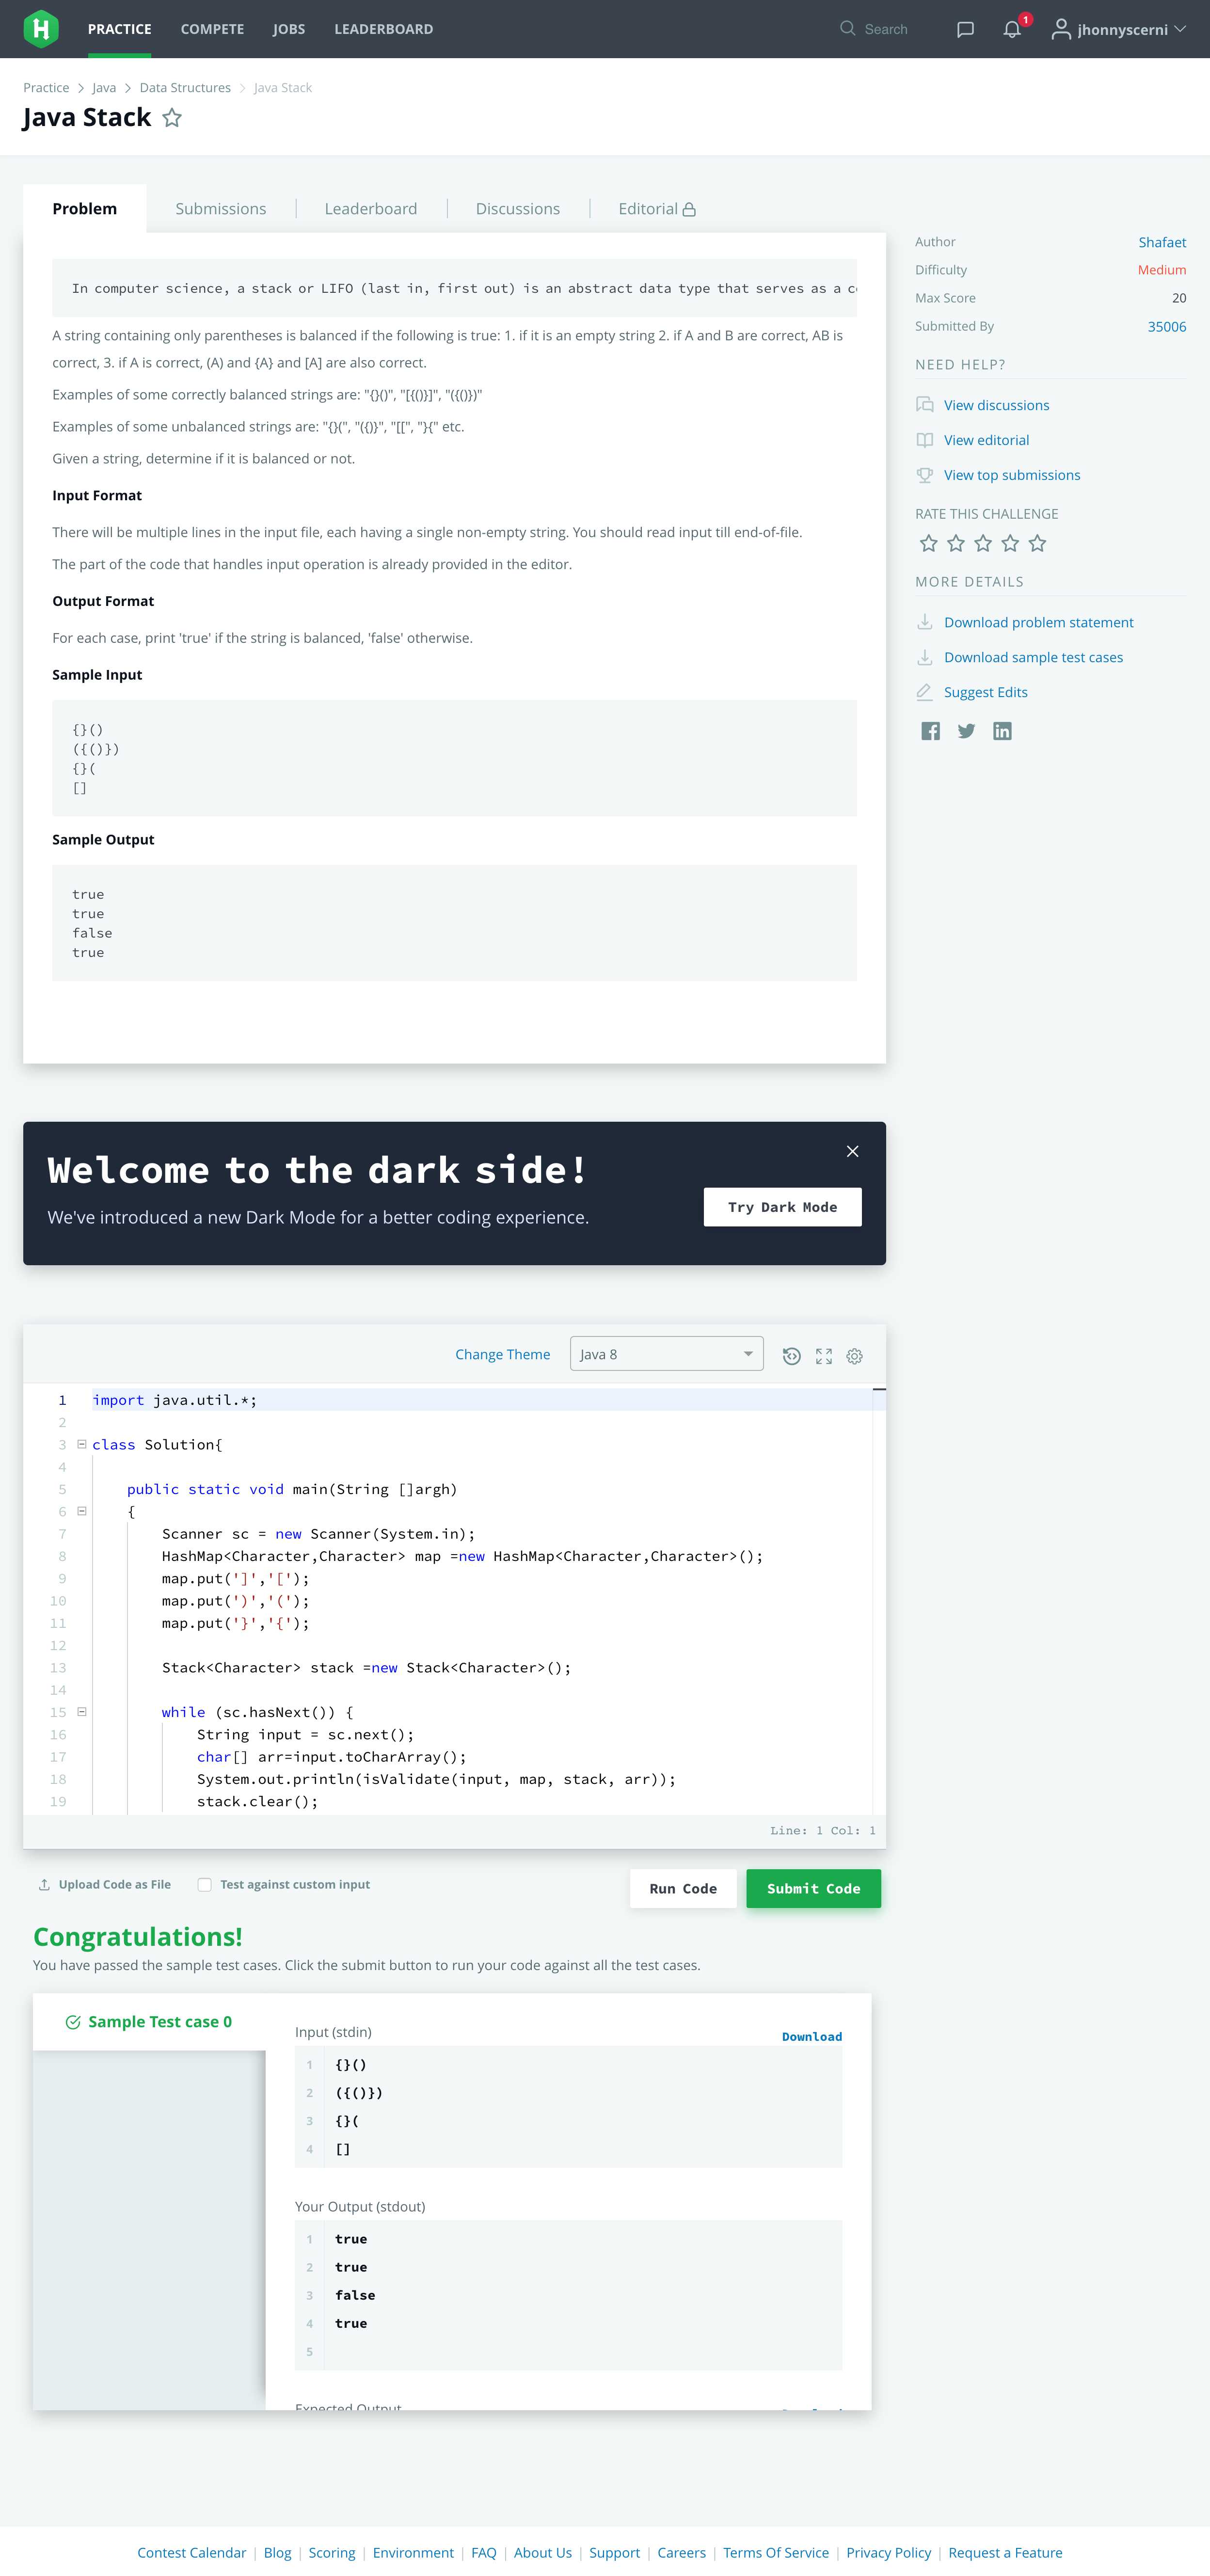 PRACTICE COMPETE JOBS LEADERBOARD Search 1 jhonnyscerni
Practice > Java > Data Structures > Java Stack
Java Stack
Problem Submissions Leaderboard Discussions Editorial
In computer science, a stack or LIFO (last in, first out) is an abstract data type that serves as a
A string containing only parentheses is balanced if the following is true: 1. if it is an empty string 2. if A and B are correct, AB is
correct, 3. if A is correct, (A) and {A} and [A] are also correct.
Examples of some correctly balanced strings are: "{}()", "[{()}]", "({()})"
Examples of some unbalanced strings are: "{}(", "({)}", "[[", "}{" etc.
Given a string, determine if it is balanced or not.
Input Format
There will be multiple lines in the input file, each having a single non-empty string. You should read input till end-of-file.
The part of the code that handles input operation is already provided in the editor.
Output Format
For each case, print 'true' if the string is balanced, 'false' otherwise.
Sample Input
{}()
({()})
{}(
[]
Sample Output
true
true
false
true
Author Shafaet
Difficulty Medium
Max Score 20
Submitted By 35006
NEED HELP?
View discussions
View editorial
View top submissions
RATE THIS CHALLENGE
MORE DETAILS
Download problem statement
Download sample test cases
Suggest Edits
Welcome to the dark side!
We've introduced a new Dark Mode for a better coding experience.
Try Dark Mode
Change Theme Java 8
1 import java.util.*;
2
3 class Solution{
4
5 public static void main(String []argh)
6 {
7 Scanner sc = new Scanner(System.in);
8 HashMap<Character,Character> map =new HashMap<Character,Character>();
9 map.put(']','[');
10 map.put(')','(');
11 map.put('}','{');
12
13 Stack<Character> stack =new Stack<Character>();
14
15 while (sc.hasNext()) {
16 String input = sc.next();
17 char[] arr=input.toCharArray();
18 System.out.println(isValidate(input, map, stack, arr));
19 stack.clear();
Line: 1 Col: 1
Upload Code as File Test against custom input Run Code Submit Code
Congratulations!
You have passed the sample test cases. Click the submit button to run your code against all the test cases.
Sample Test case 0
Input (stdin) Download
1 {}()
2 ({()})
3 {}(
4 []
Your Output (stdout)
1 true
2 true
3 false
4 true
5
Expected Output
Contest Calendar | Blog | Scoring | Environment | FAQ | About Us | Support | Careers | Terms Of Service | Privacy Policy | Request a Feature